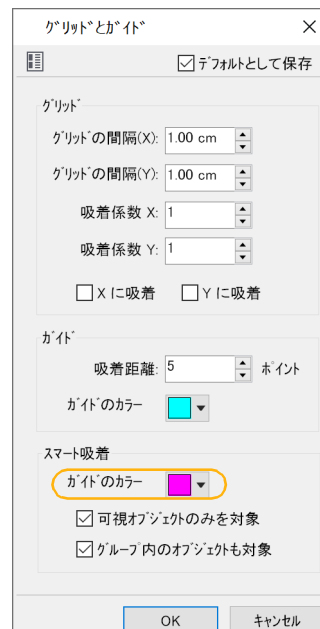 ｸﾞﾘｯﾄﾞとｶﾞｲﾄﾞ
ﾃﾞﾌｫﾙﾄとして保存
ｸﾞﾘｯﾄﾞ
ｸﾞﾘｯﾄﾞの間隔(X): 1.00 cm
ｸﾞﾘｯﾄﾞの間隔(Y): 1.00 cm
吸着係数 X: 1
吸着係数 Y: 1
X に吸着 Y に吸着
ｶﾞｲﾄﾞ
吸着距離: 5 ﾎﾟｲﾝﾄ
ｶﾞｲﾄﾞのｶﾗｰ
ｽﾏｰﾄ吸着
ｶﾞｲﾄﾞのｶﾗｰ
可視ｵﾌﾞｼﾞｪｸﾄのみを対象
ｸﾞﾙｰﾌﾟ内のｵﾌﾞｼﾞｪｸﾄも対象
OK ｷｬﾝｾﾙ